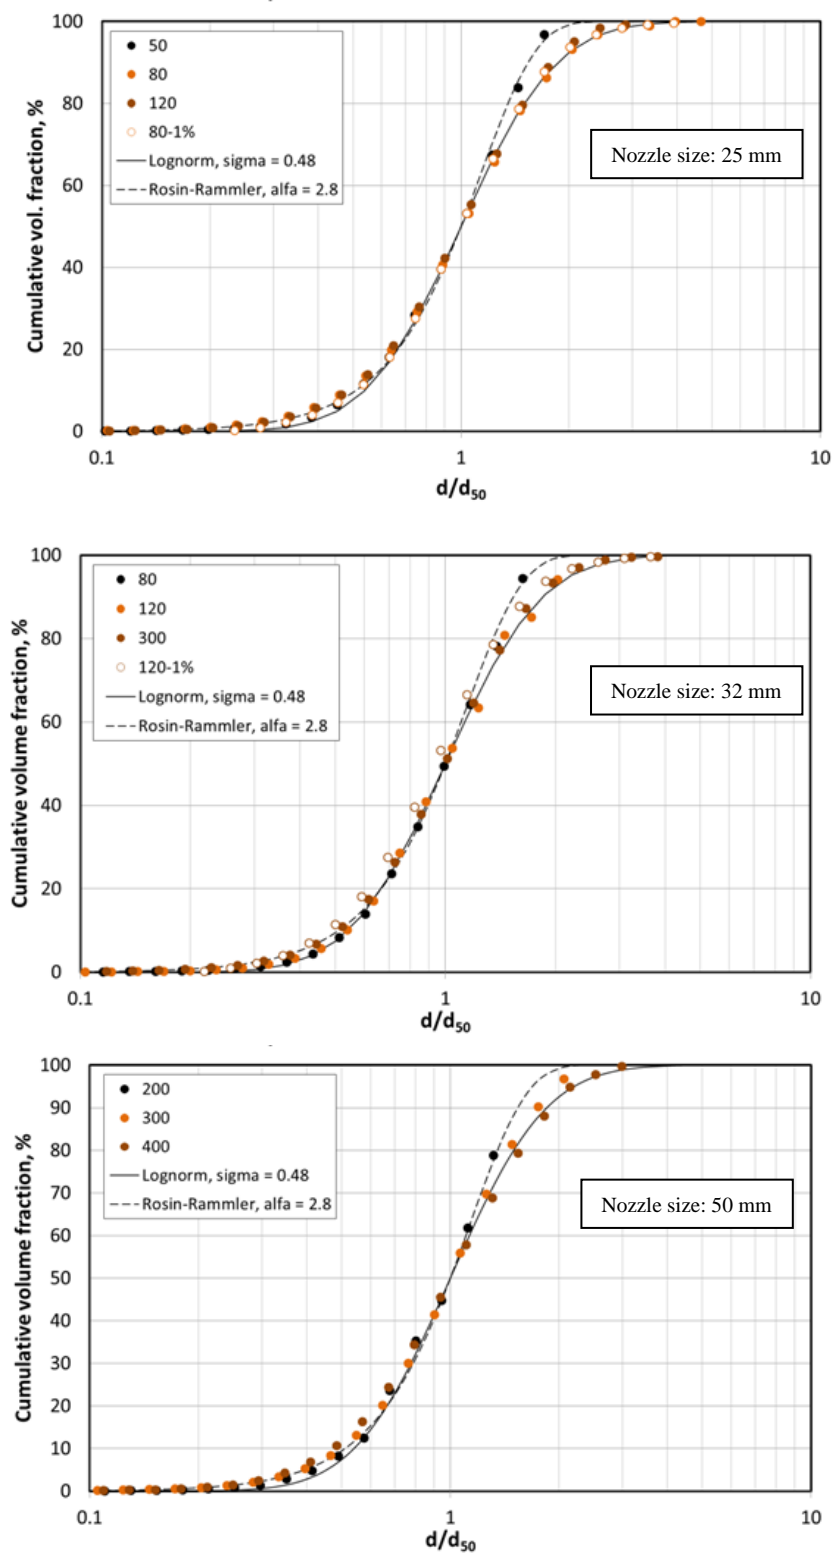 100
80
60
40
20
0
Cumulative vol. fraction, %
50
80
120
80-1%
Lognorm, sigma = 0.48
Rosin-Rammler, alfa = 2.8
Nozzle size: 25 mm
0.1
1
10
d/d50
100
80
60
40
20
0
Cumulative volume fraction, %
80
120
300
120-1%
Lognorm, sigma = 0.48
Rosin-Rammler, alfa = 2.8
Nozzle size: 32 mm
0.1
1
10
d/d50
100
90
80
70
60
50
40
30
20
10
0
Cumulative volume fraction, %
200
300
400
Lognorm, sigma = 0.48
Rosin-Rammler, alfa = 2.8
Nozzle size: 50 mm
0.1
1
10
d/d50